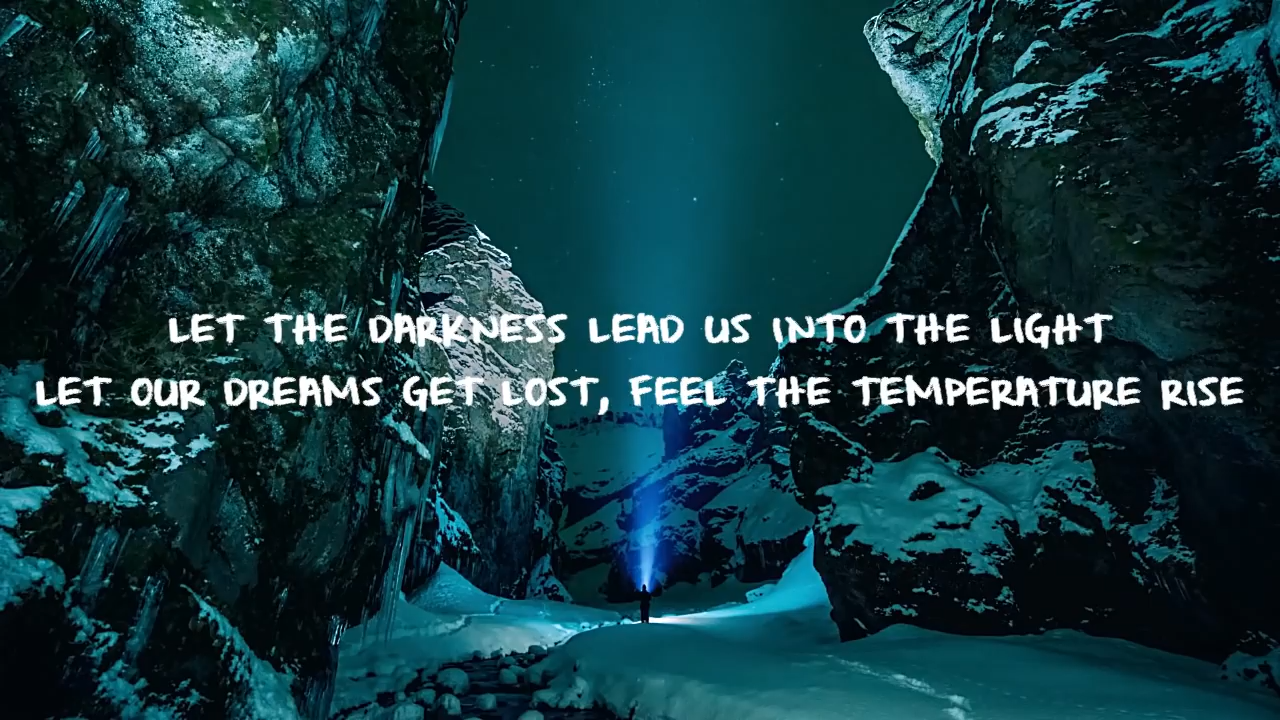 LET THE DARKNESS LEAD US INTO THE LIGHT
LET OUR DREAMS GET LOST, FEEL THE TEMPERATURE RISE